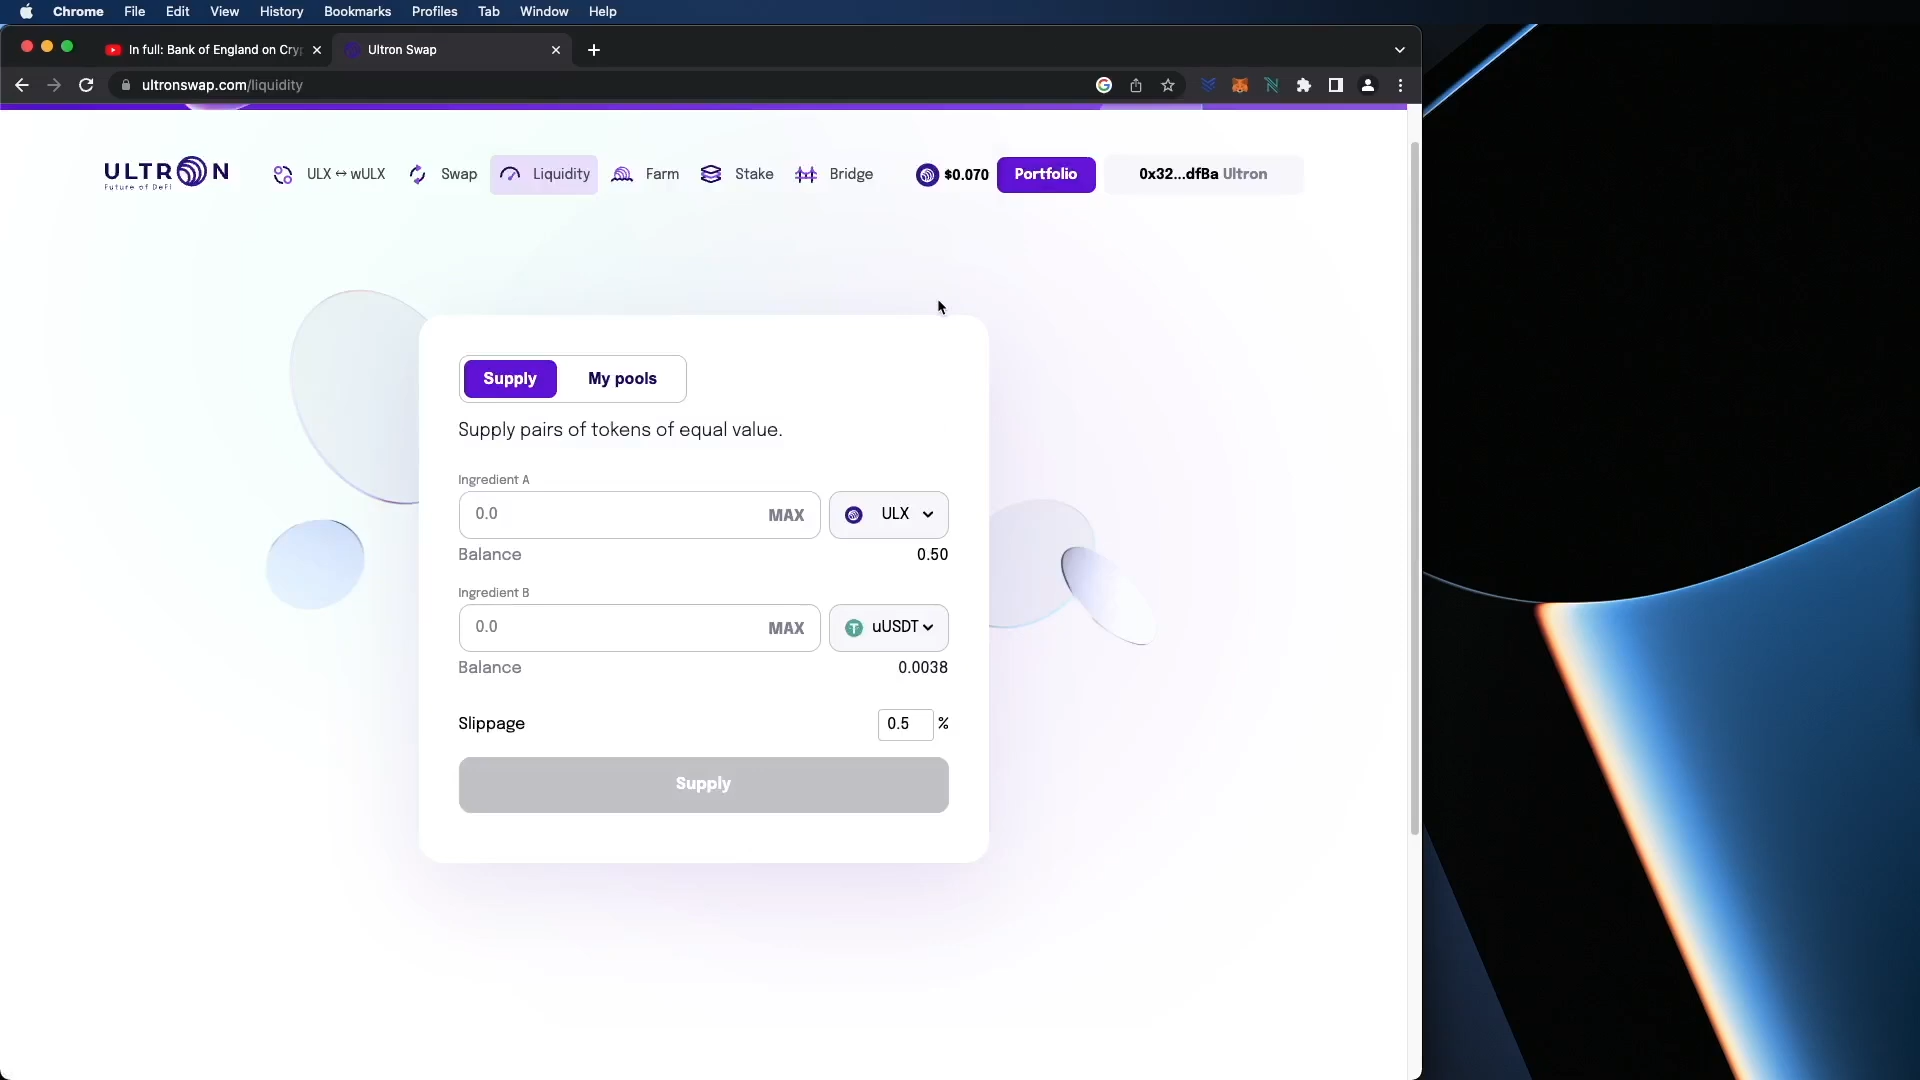 Chrome File Edit View History Bookmarks Profiles Tab Window Help
In full: Bank of England on Cry
Ultron Swap
ultronswap.com/liquidity
ULTRON
Future of DeFi
ULX ↔ wULX
Swap
Liquidity
Farm
Stake
Bridge
$0.070
Portfolio
0x32...dfBa Ultron
Supply
My pools
Supply pairs of tokens of equal value.
Ingredient A
0.0 MAX
ULX
Balance 0.50
Ingredient B
0.0 MAX
uUSDT
Balance 0.0038
Slippage 0.5 %
Supply